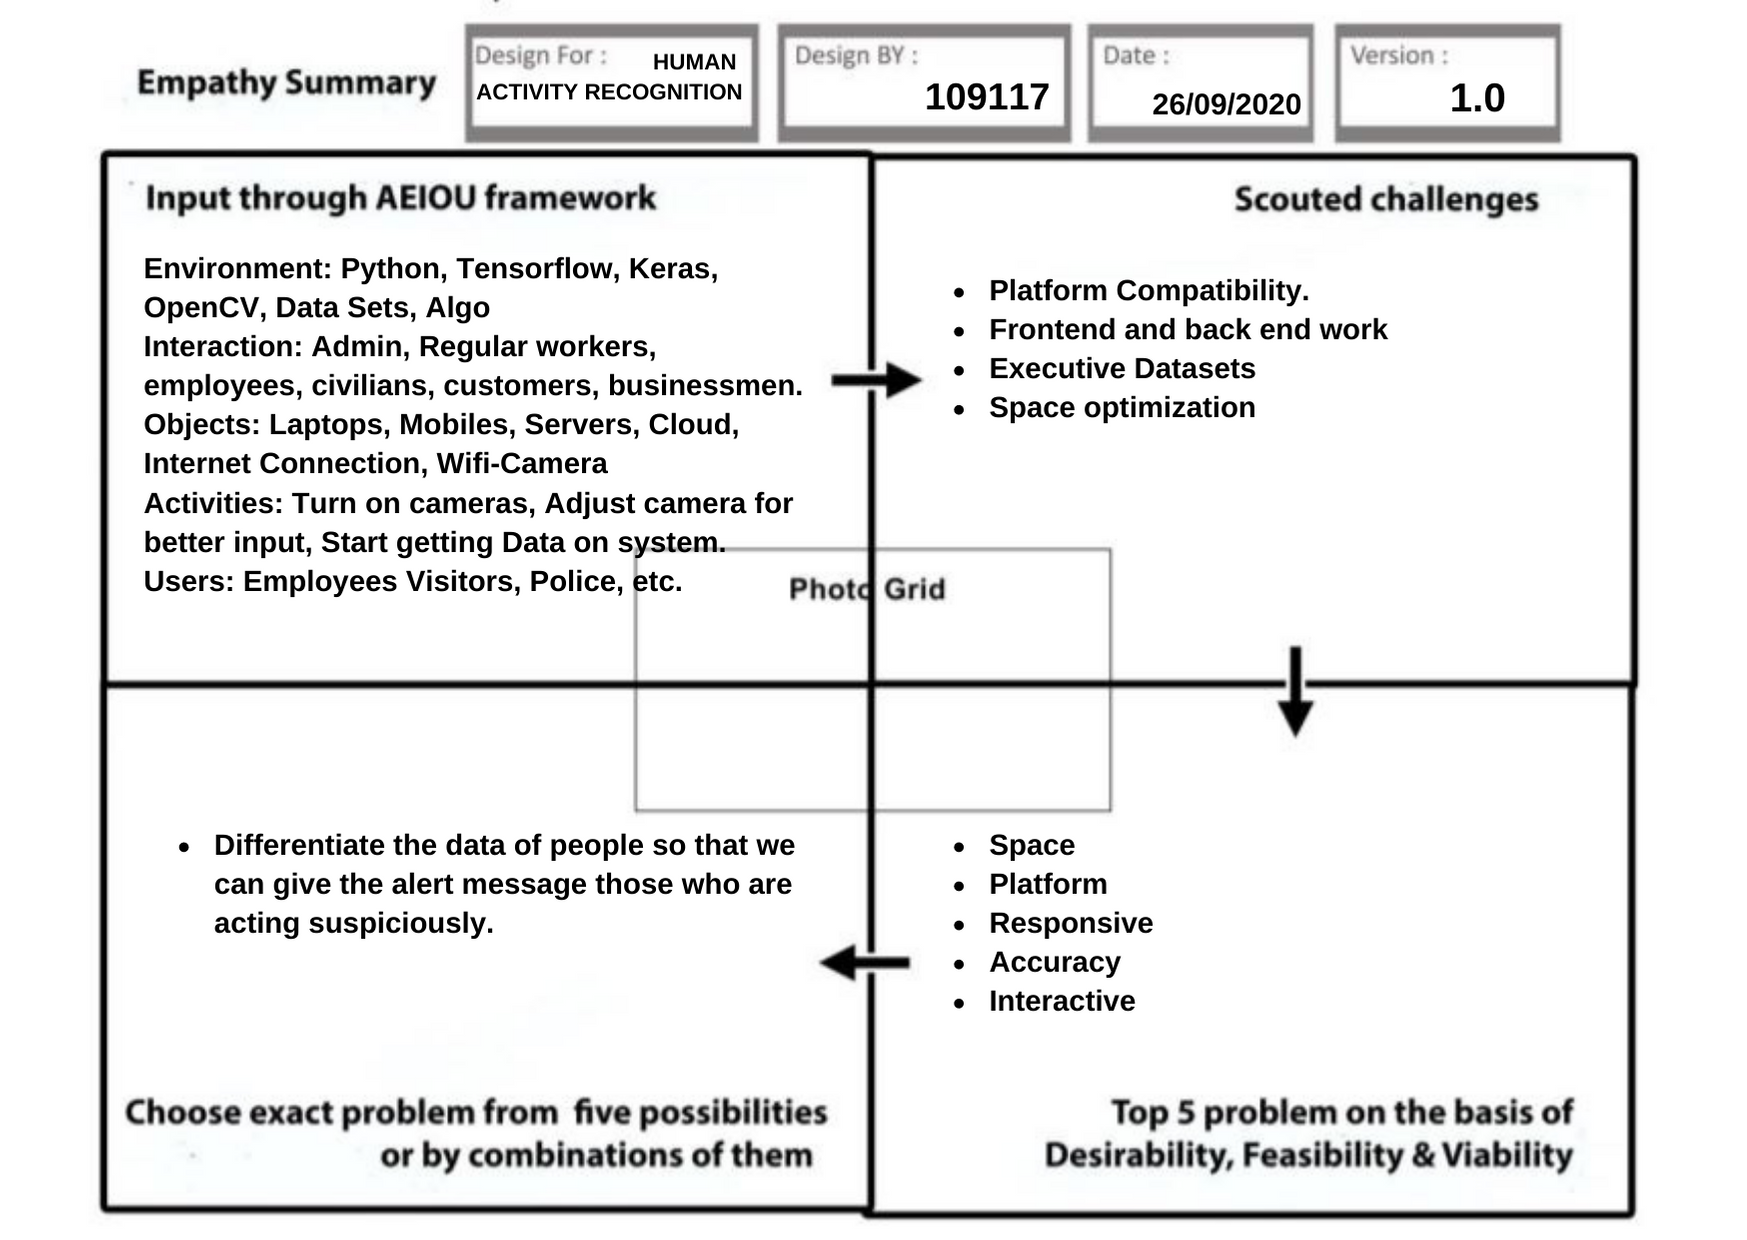 Empathy Summary
Design For : HUMAN
ACTIVITY RECOGNITION
Design BY :
109117
Date :
26/09/2020
Version :
1.0
Input through AEIOU framework
Environment: Python, Tensorflow, Keras,
OpenCV, Data Sets, Algo
Interaction: Admin, Regular workers,
employees, civilians, customers, businessmen.
Objects: Laptops, Mobiles, Servers, Cloud,
Internet Connection, Wifi-Camera
Activities: Turn on cameras, Adjust camera for
better input, Start getting Data on system.
Users: Employees Visitors, Police, etc.
Scouted challenges
• Platform Compatibility.
• Frontend and back end work
• Executive Datasets
• Space optimization
Photo Grid
• Space
• Platform
• Responsive
• Accuracy
• Interactive
Top 5 problem on the basis of
Desirability, Feasibility & Viability
• Differentiate the data of people so that we
can give the alert message those who are
acting suspiciously.
Choose exact problem from five possibilities
or by combinations of them